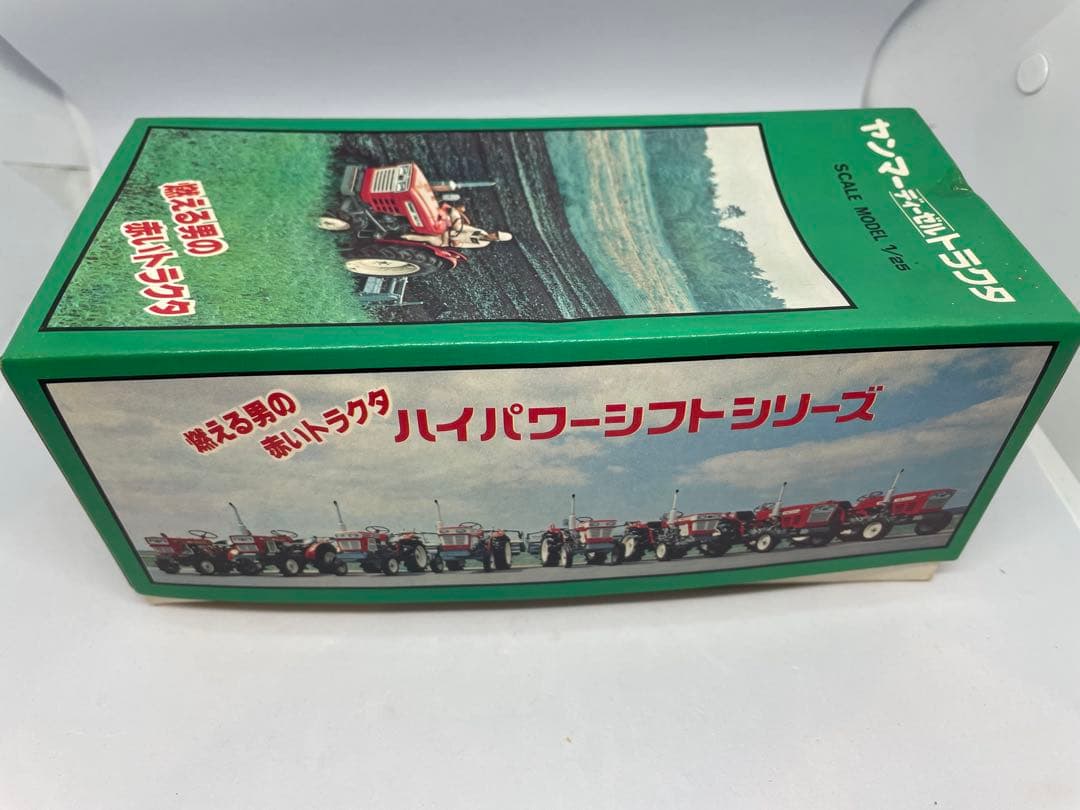 ヤンマーディーゼルトラクタ
SCALE MODEL 1/25
燃える男の
赤いトラクタ
燃える男の
赤いトラクタ
ハイパワーシフトシリーズ